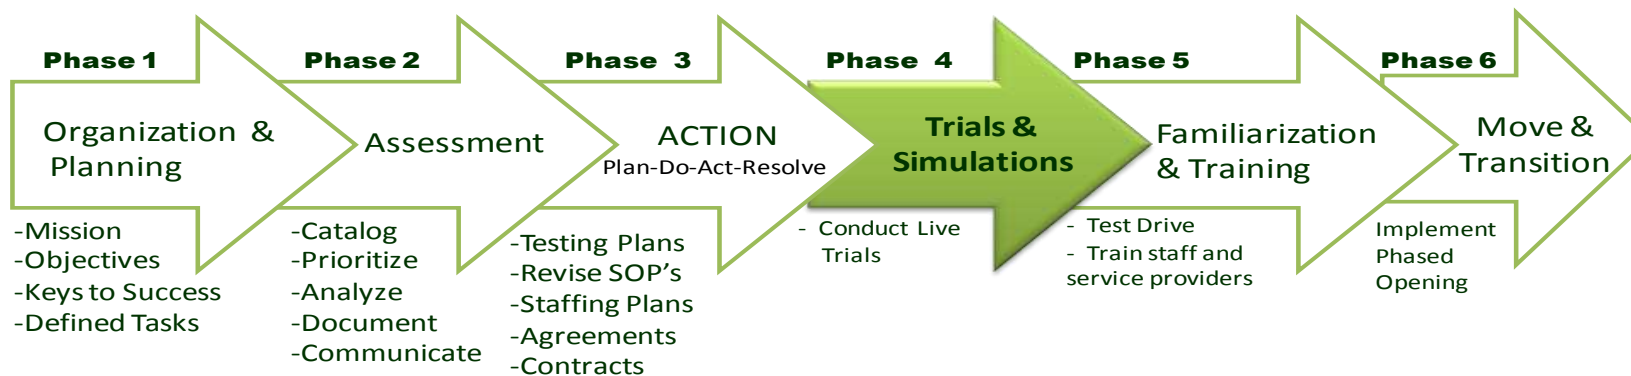 Phase 1
Organization &
Planning
-Mission
-Objectives
-Keys to Success
-Defined Tasks
Phase 2
Assessment
-Catalog
-Prioritize
-Analyze
-Document
-Communicate
Phase 3
ACTION
Plan-Do-Act-Resolve
-Testing Plans
-Revise SOP's
-Staffing Plans
-Agreements
-Contracts
Phase 4
Trials &
Simulations
- Conduct Live
Trials
Phase 5
Familiarization
& Training
- Test Drive
- Train staff and
service providers
Phase 6
Move &
Transition
Implement
Phased
Opening